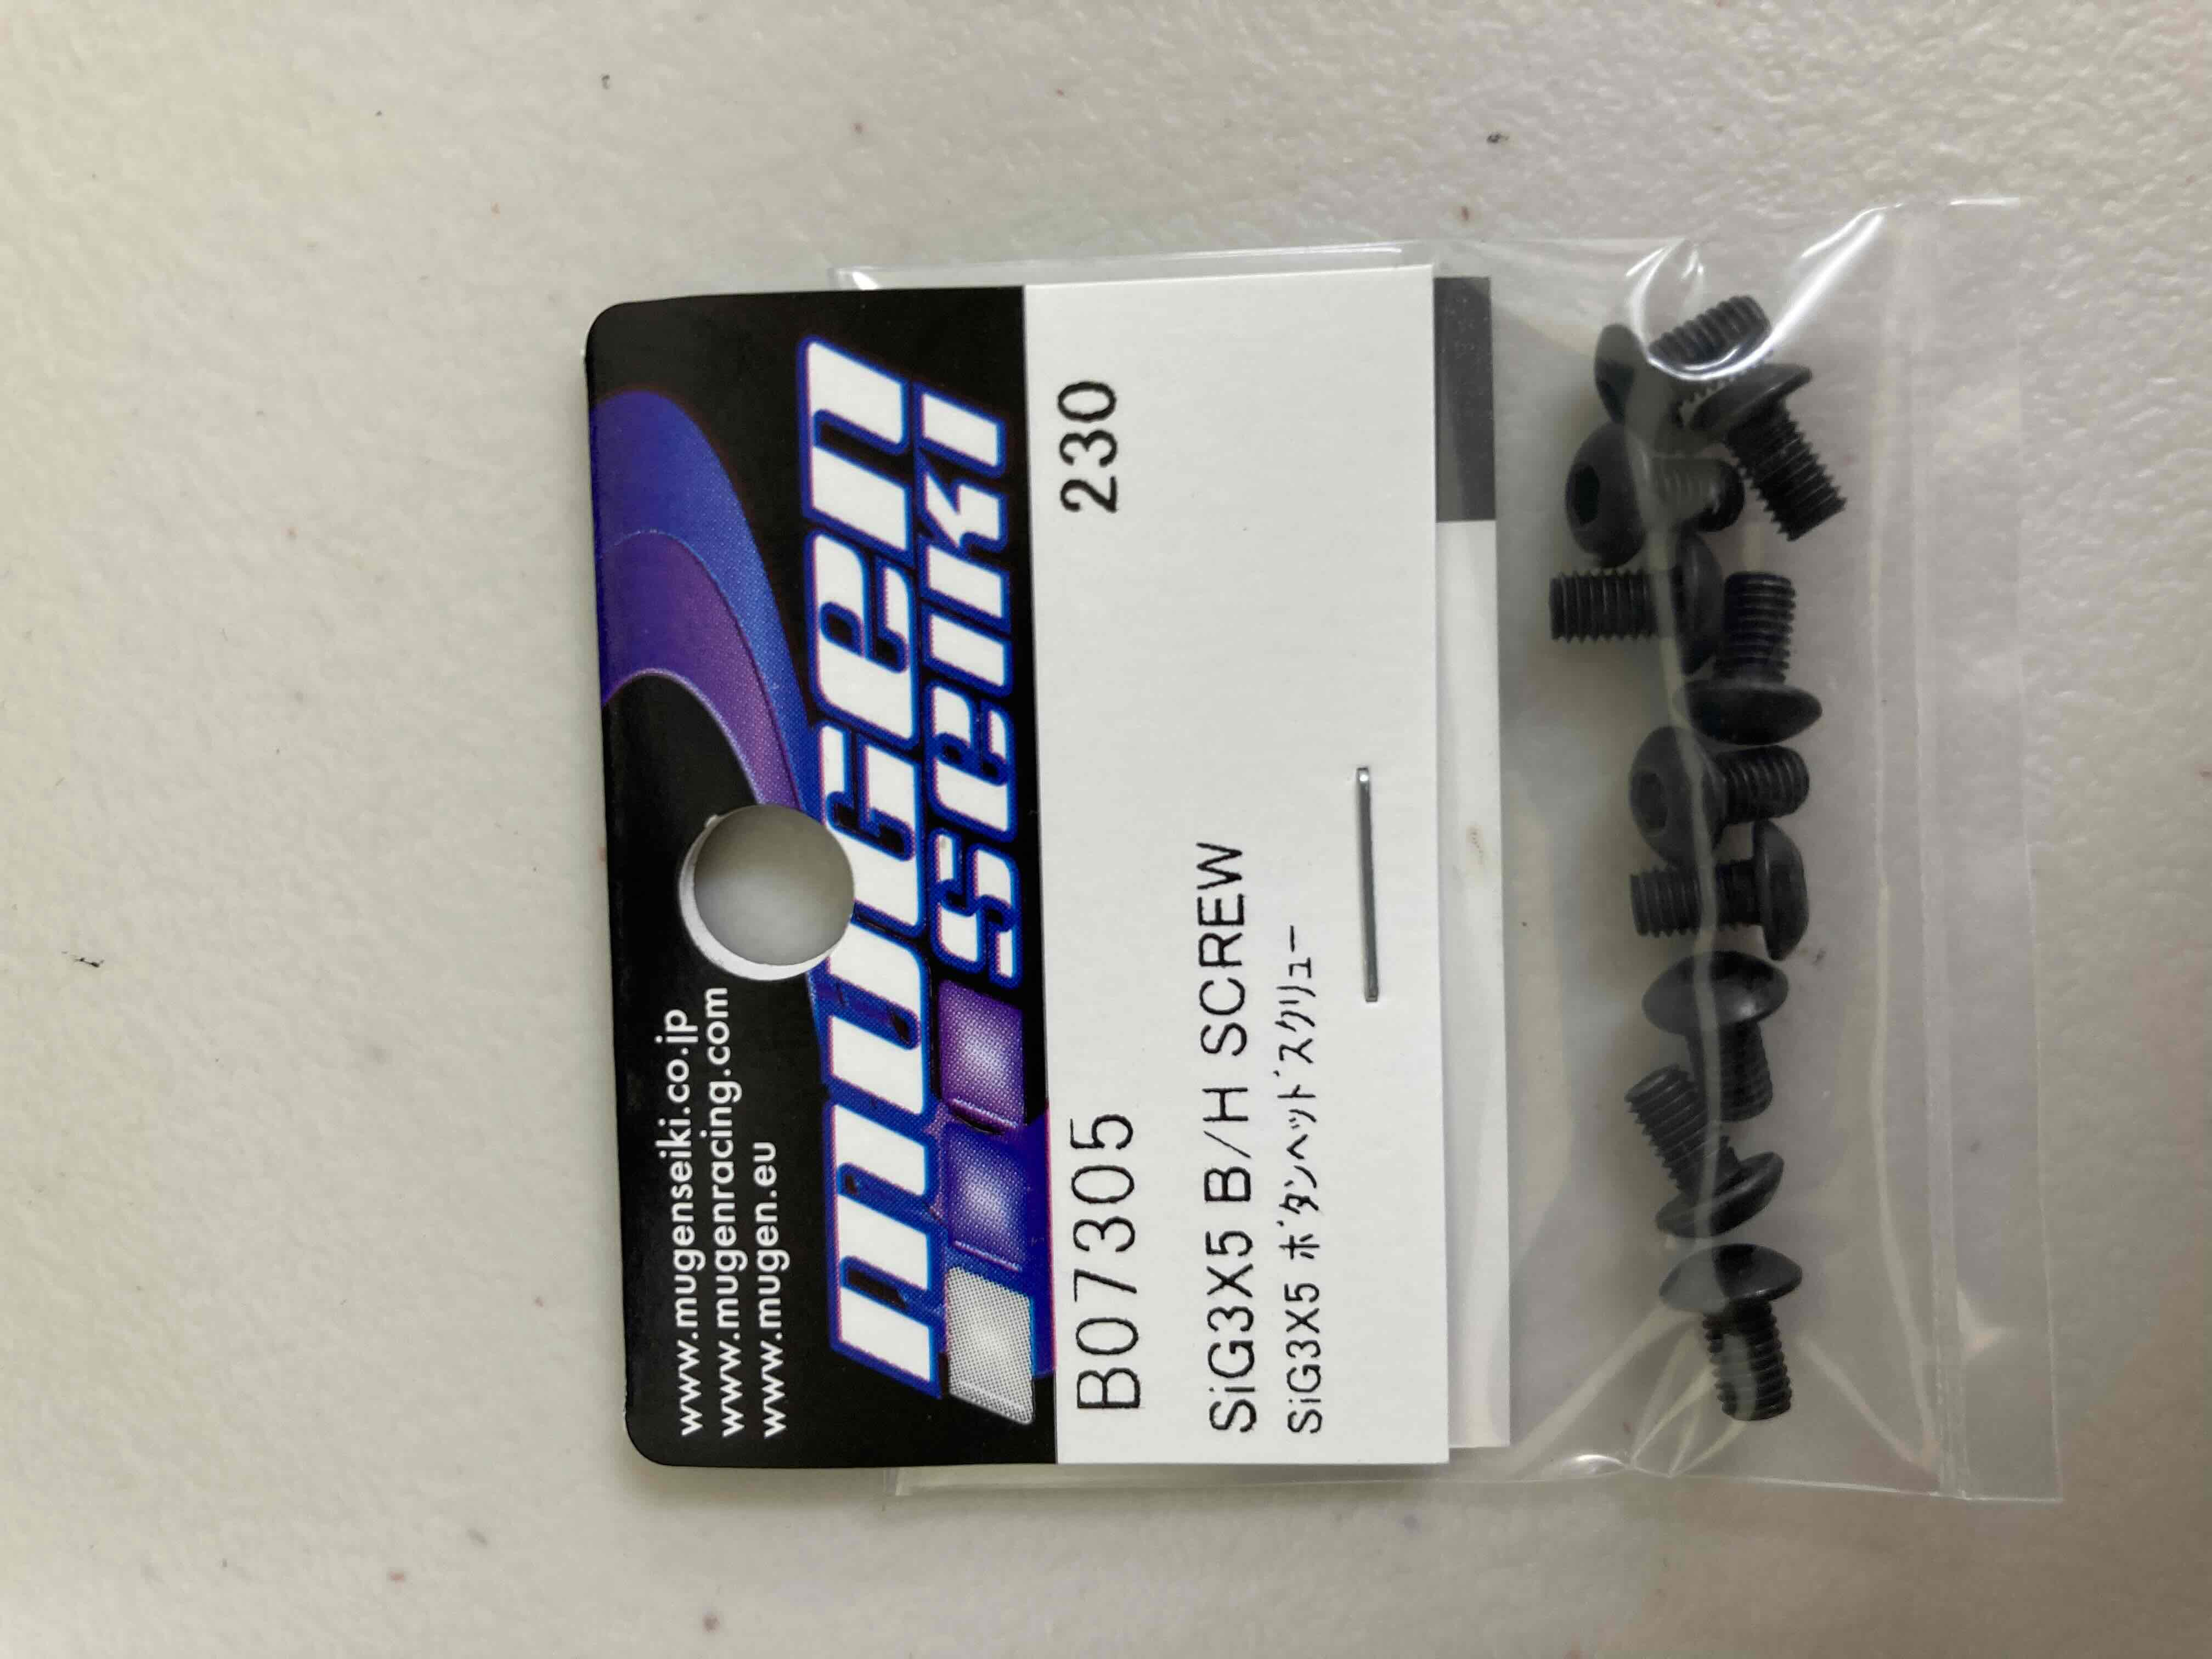 www.mugenseiki.co.jp
www.mugenracing.com
www.mugen.eu
mugen
seiki
B07305 230
SiG3X5 B/H SCREW
SiG3X5 ボタンヘッドスクリュー